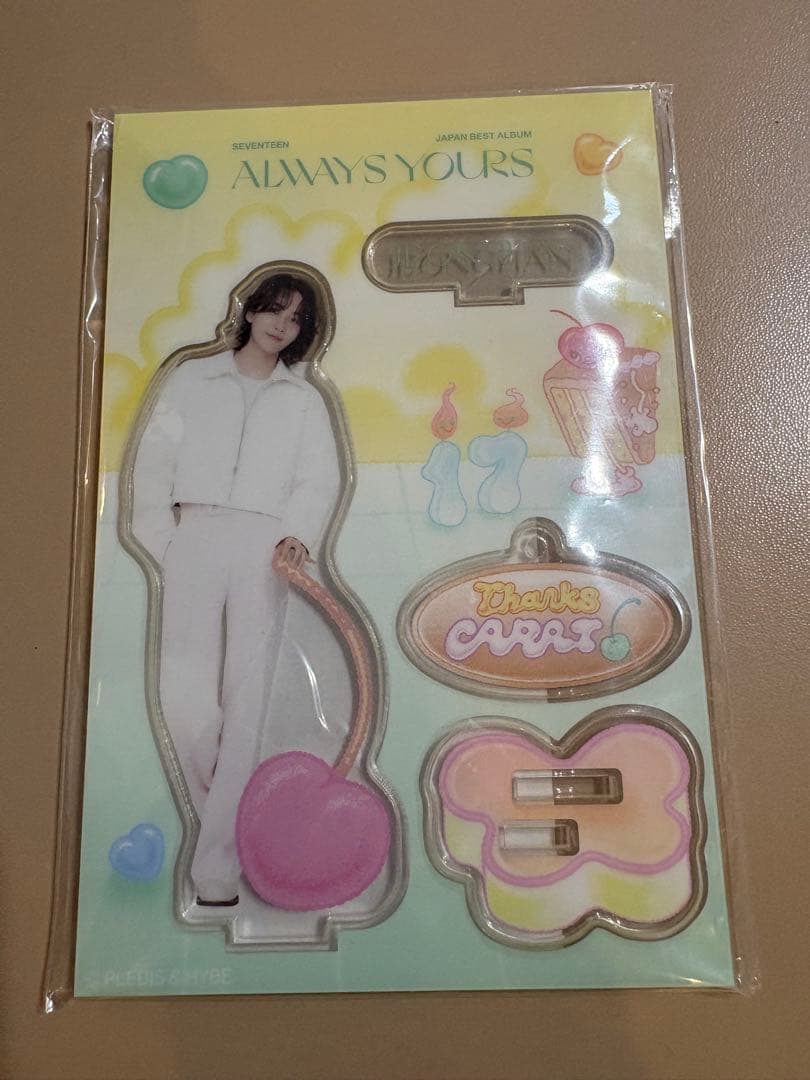 SEVENTEEN
JAPAN BEST ALBUM
ALWAYS YOURS
JEONGHAN
17
Thanks
CARAT
PLEDIS & HYBE